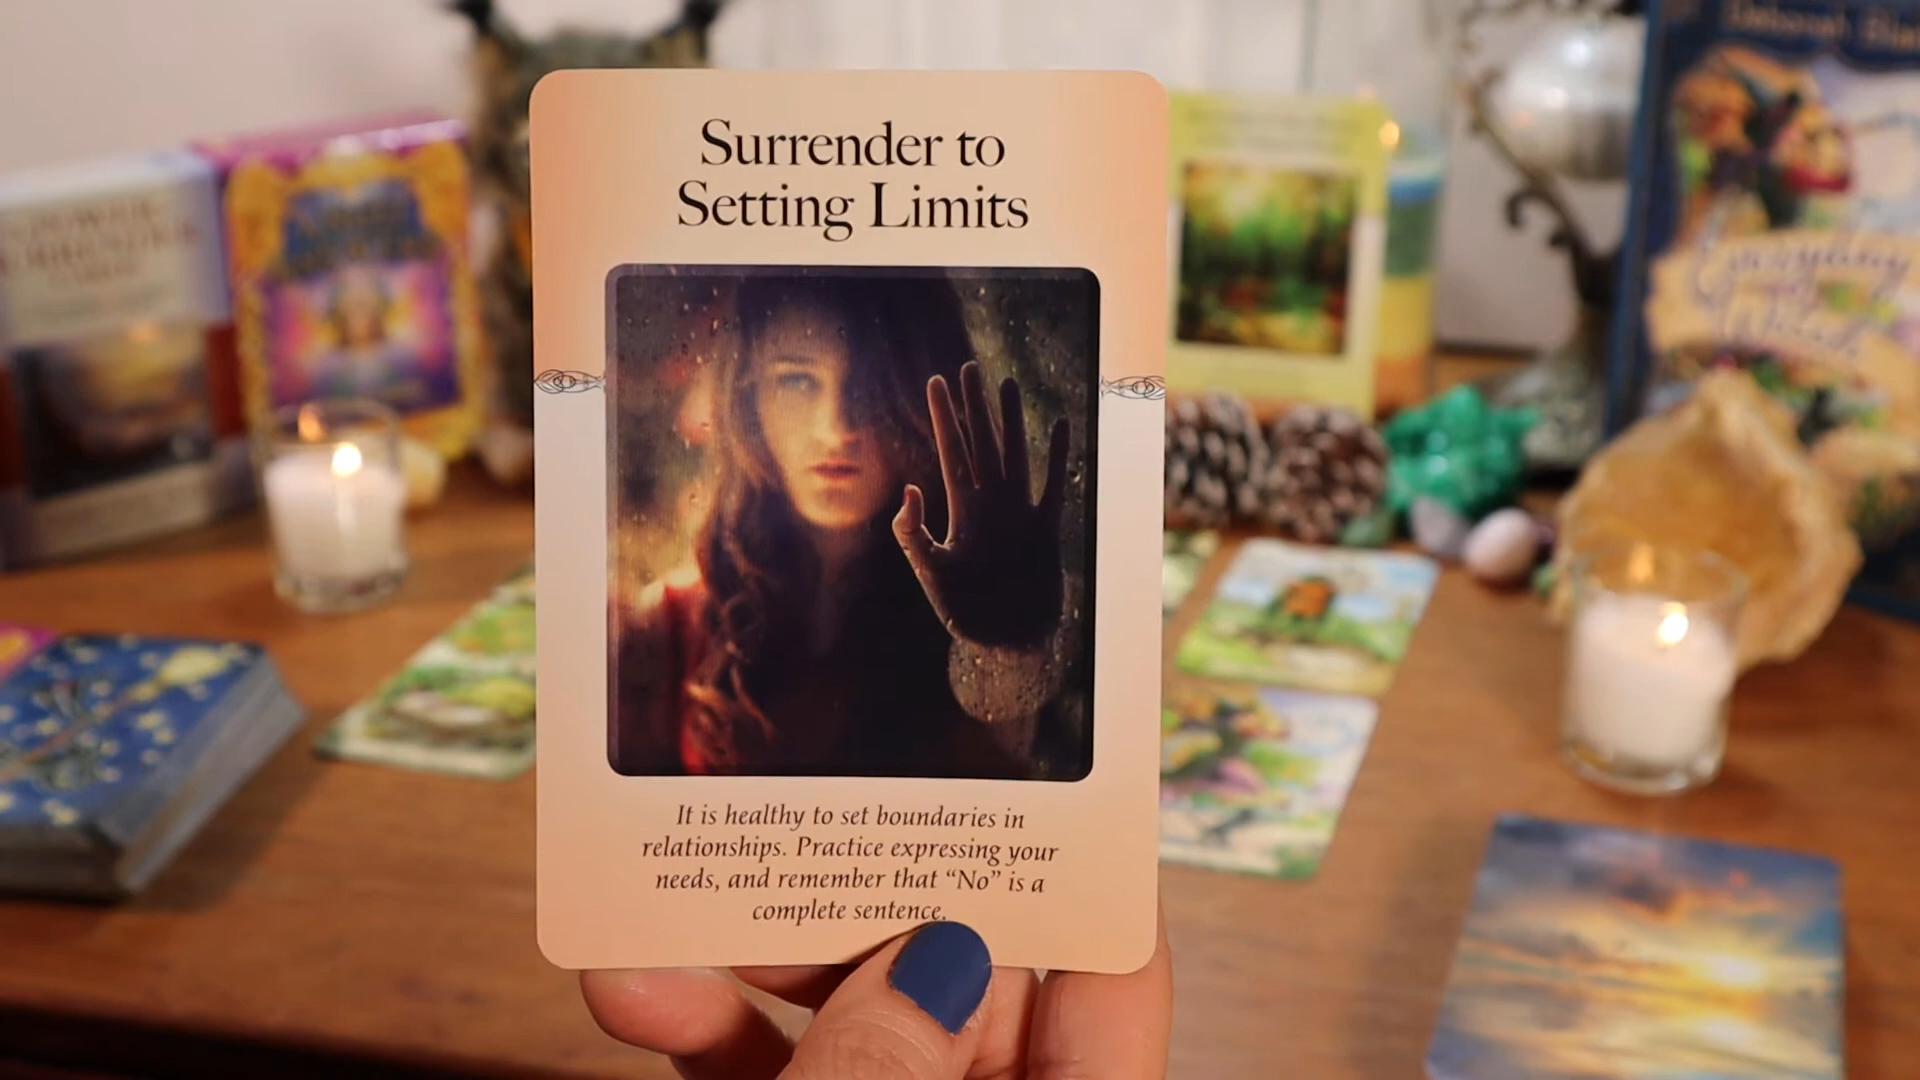 Surrender to
Setting Limits
It is healthy to set boundaries in
relationships. Practice expressing your
needs, and remember that “No” is a
complete sentence.
Everyday